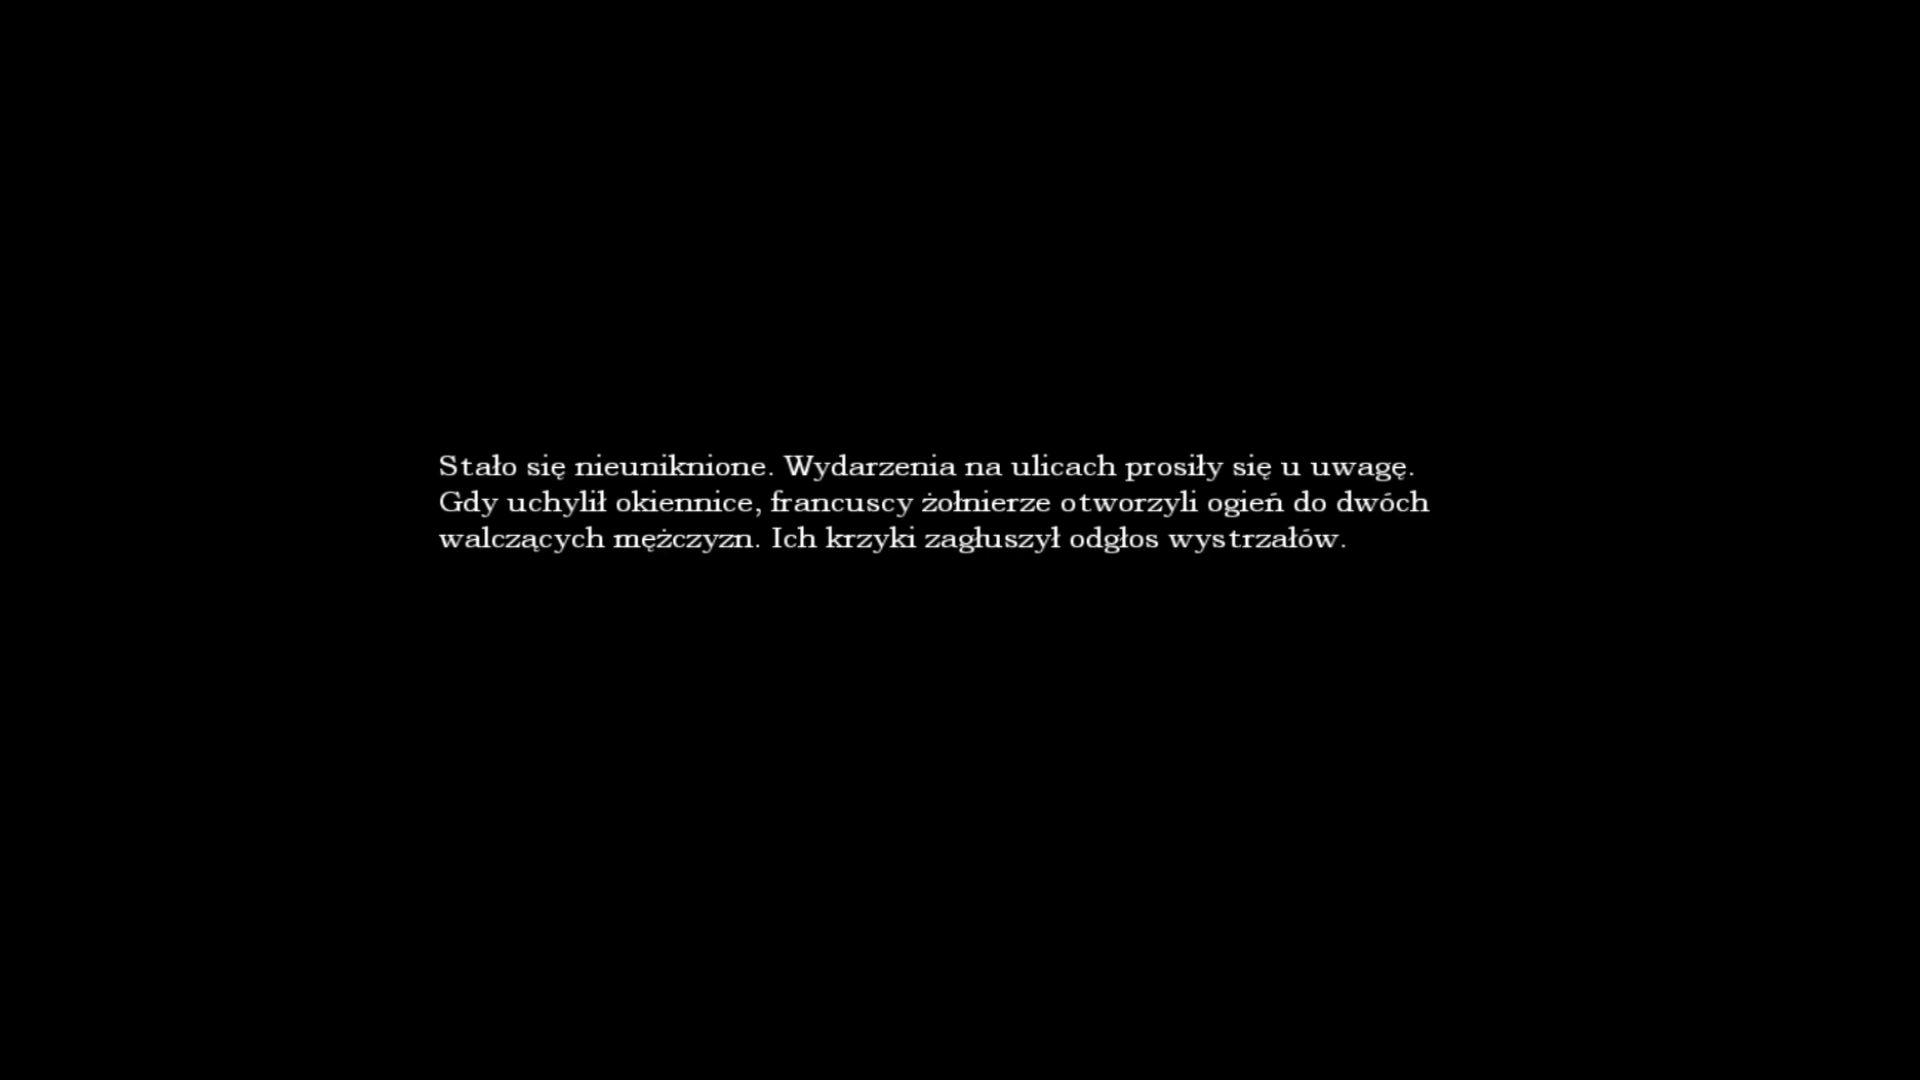 Stało się nieuniknione. Wydarzenia na ulicach prosiły się u uwagę.
Gdy uchylił okiennice, francuscy żołnierze otworzyli ogień do dwóch
walczących mężczyzn. Ich krzyki zagłuszył odgłos wystrzałów.